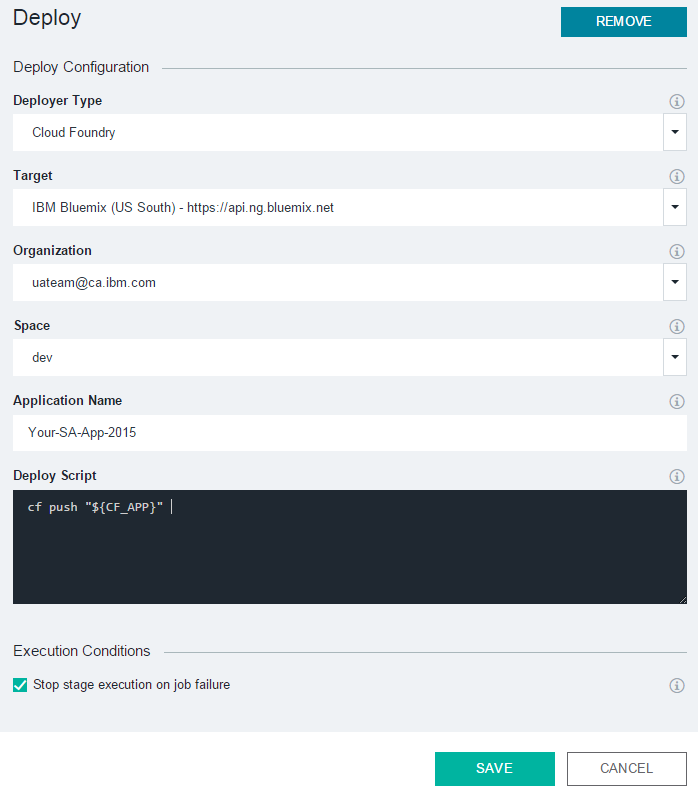 Deploy
REMOVE
Deploy Configuration
Deployer Type
Cloud Foundry
Target
IBM Bluemix (US South) - https://api.ng.bluemix.net
Organization
uateam@ca.ibm.com
Space
dev
Application Name
Your-SA-App-2015
Deploy Script
cf push "${CF_APP}"
Execution Conditions
Stop stage execution on job failure
SAVE
CANCEL